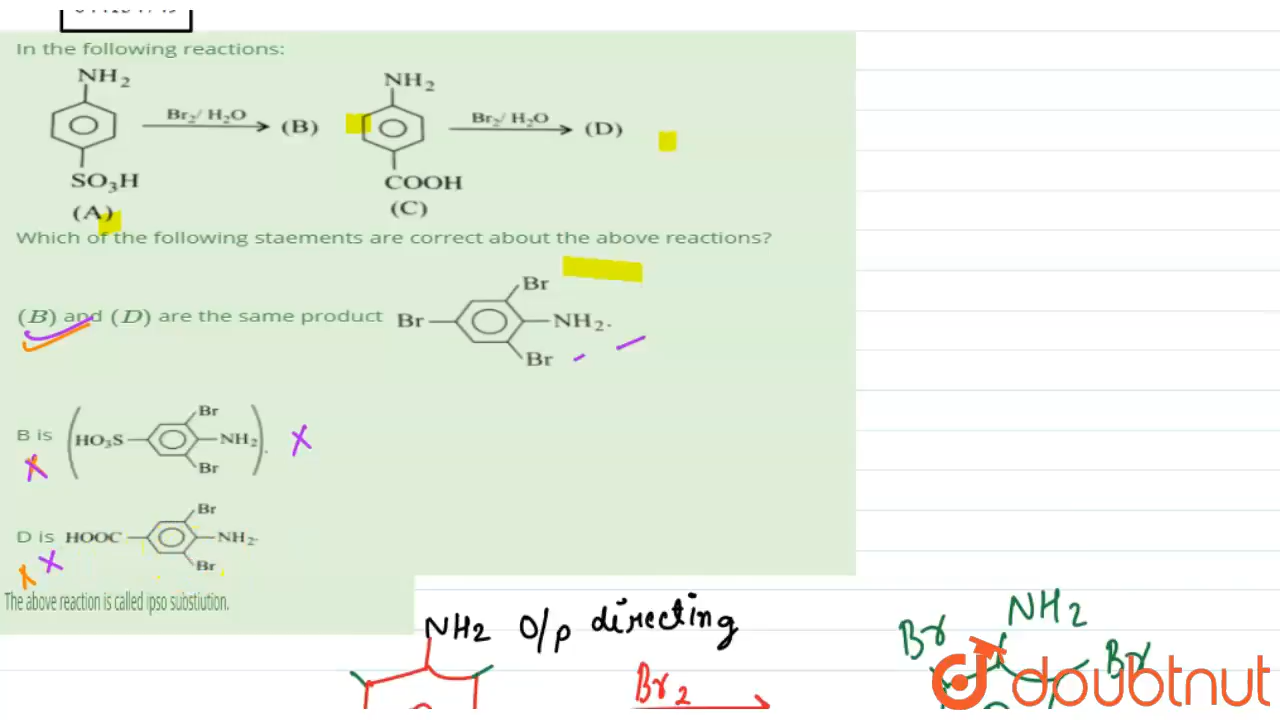 In the following reactions:
NH2 NH2
Br2/ H2O (B) Br2/ H2O (D)
SO3H COOH
(A) (C)
Which of the following staements are correct about the above reactions?
Br
(B) and (D) are the same product Br NH2.
Br
Br
B is HO3S NH2 .
Br
Br
D is HOOC NH2.
Br
The above reaction is called ipso substiution.
NH2 O/p directing
Br2
NH2
Br Br
doubtnut